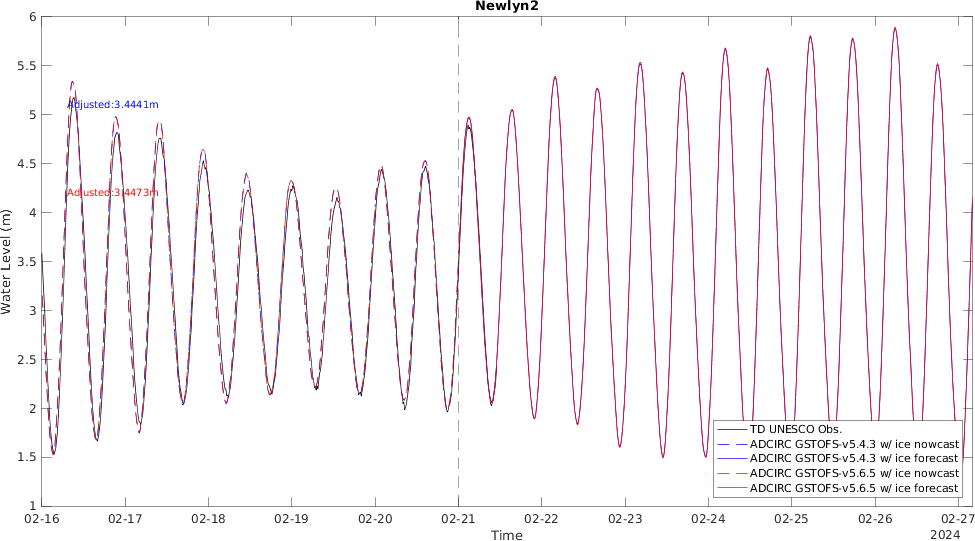 Newlyn2
6
5.5
5
4.5
4
3.5
3
2.5
2
1.5
1
Water Level (m)
Adjusted:3.4441m
Adjusted:3.4473m
TD UNESCO Obs.
ADCIRC GSTOFS-v5.4.3 w/ ice nowcast
ADCIRC GSTOFS-v5.4.3 w/ ice forecast
ADCIRC GSTOFS-v5.6.5 w/ ice nowcast
ADCIRC GSTOFS-v5.6.5 w/ ice forecast
02-16 02-17 02-18 02-19 02-20 02-21 02-22 02-23 02-24 02-25 02-26 02-27
Time
2024